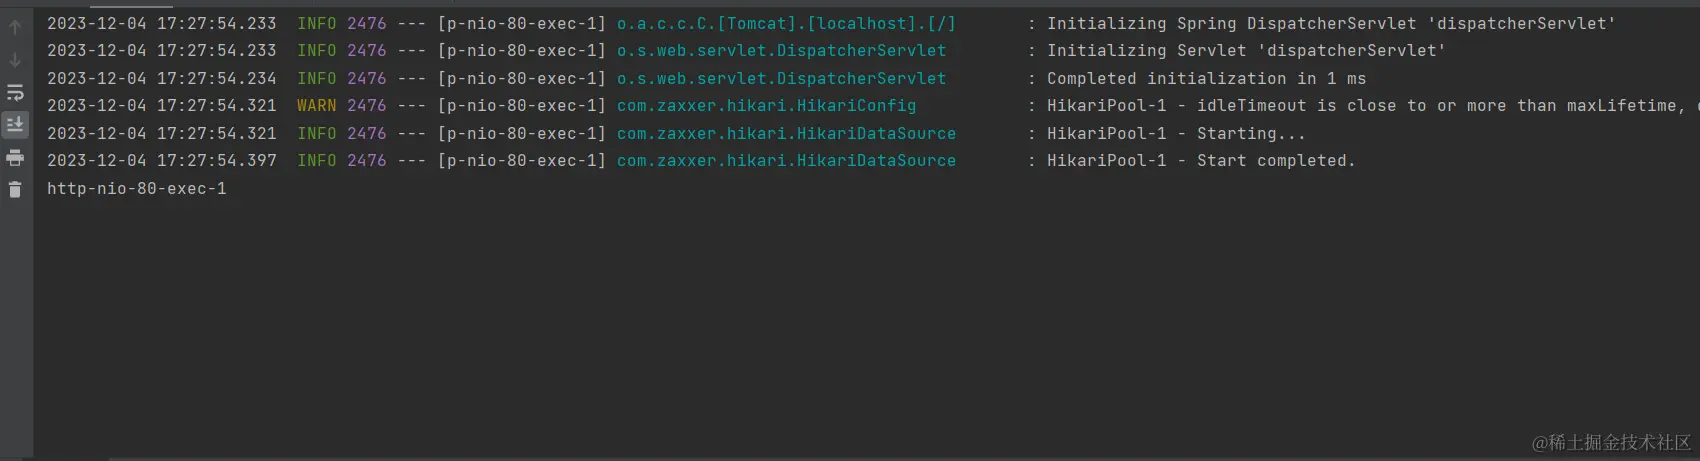 2023-12-04 17:27:54.233  INFO 2476 --- [p-nio-80-exec-1] o.a.c.c.C.[Tomcat].[localhost].[/]       : Initializing Spring DispatcherServlet 'dispatcherServlet'
2023-12-04 17:27:54.233  INFO 2476 --- [p-nio-80-exec-1] o.s.web.servlet.DispatcherServlet        : Initializing Servlet 'dispatcherServlet'
2023-12-04 17:27:54.234  INFO 2476 --- [p-nio-80-exec-1] o.s.web.servlet.DispatcherServlet        : Completed initialization in 1 ms
2023-12-04 17:27:54.321  WARN 2476 --- [p-nio-80-exec-1] com.zaxxer.hikari.HikariConfig           : HikariPool-1 - idleTimeout is close to or more than maxLifetime,
2023-12-04 17:27:54.321  INFO 2476 --- [p-nio-80-exec-1] com.zaxxer.hikari.HikariDataSource       : HikariPool-1 - Starting...
2023-12-04 17:27:54.397  INFO 2476 --- [p-nio-80-exec-1] com.zaxxer.hikari.HikariDataSource       : HikariPool-1 - Start completed.
http-nio-80-exec-1
@稀土掘金技术社区